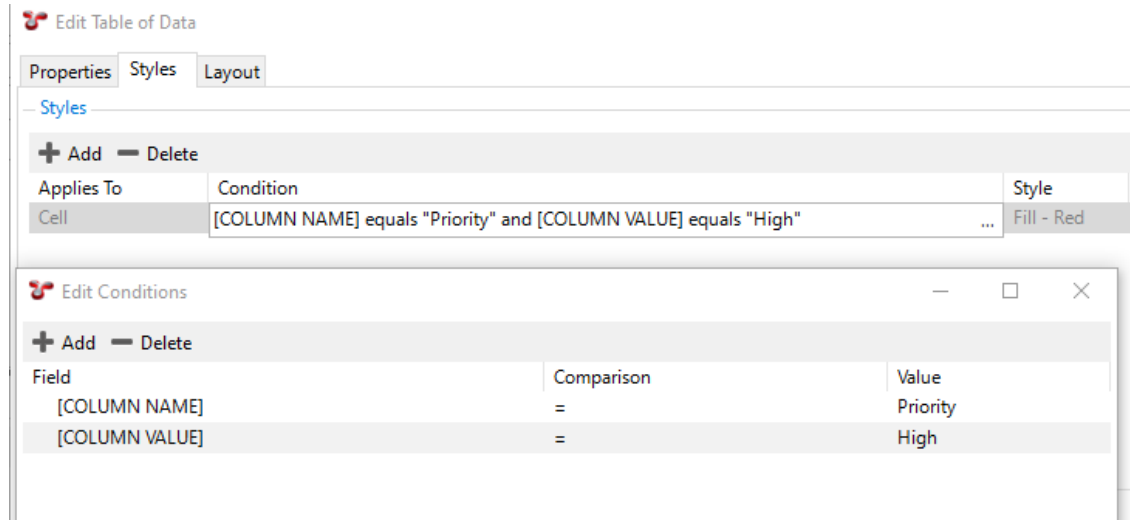 Edit Table of Data
Properties Styles Layout
Styles
Add Delete
Applies To Condition Style
Cell [COLUMN NAME] equals "Priority" and [COLUMN VALUE] equals "High" ... Fill - Red
Edit Conditions
Add Delete
Field Comparison Value
[COLUMN NAME] = Priority
[COLUMN VALUE] = High